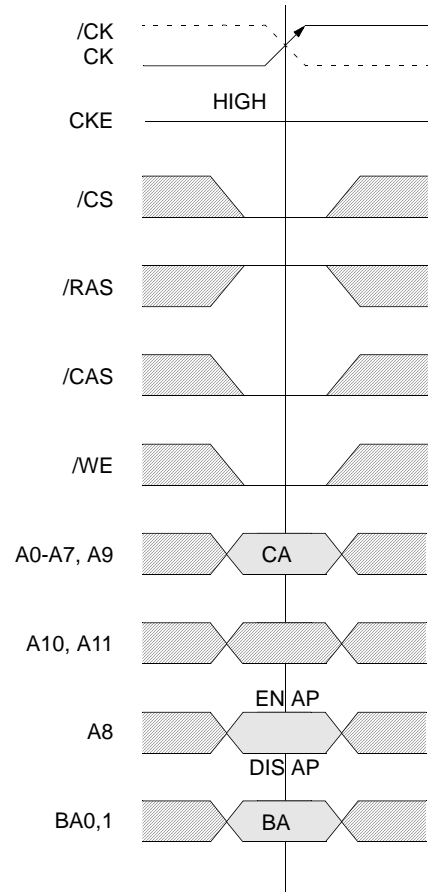 /CK
CK
HIGH
CKE
/CS
/RAS
/CAS
/WE
A0-A7, A9 CA
A10, A11
EN AP
A8
DIS AP
BA0,1 BA